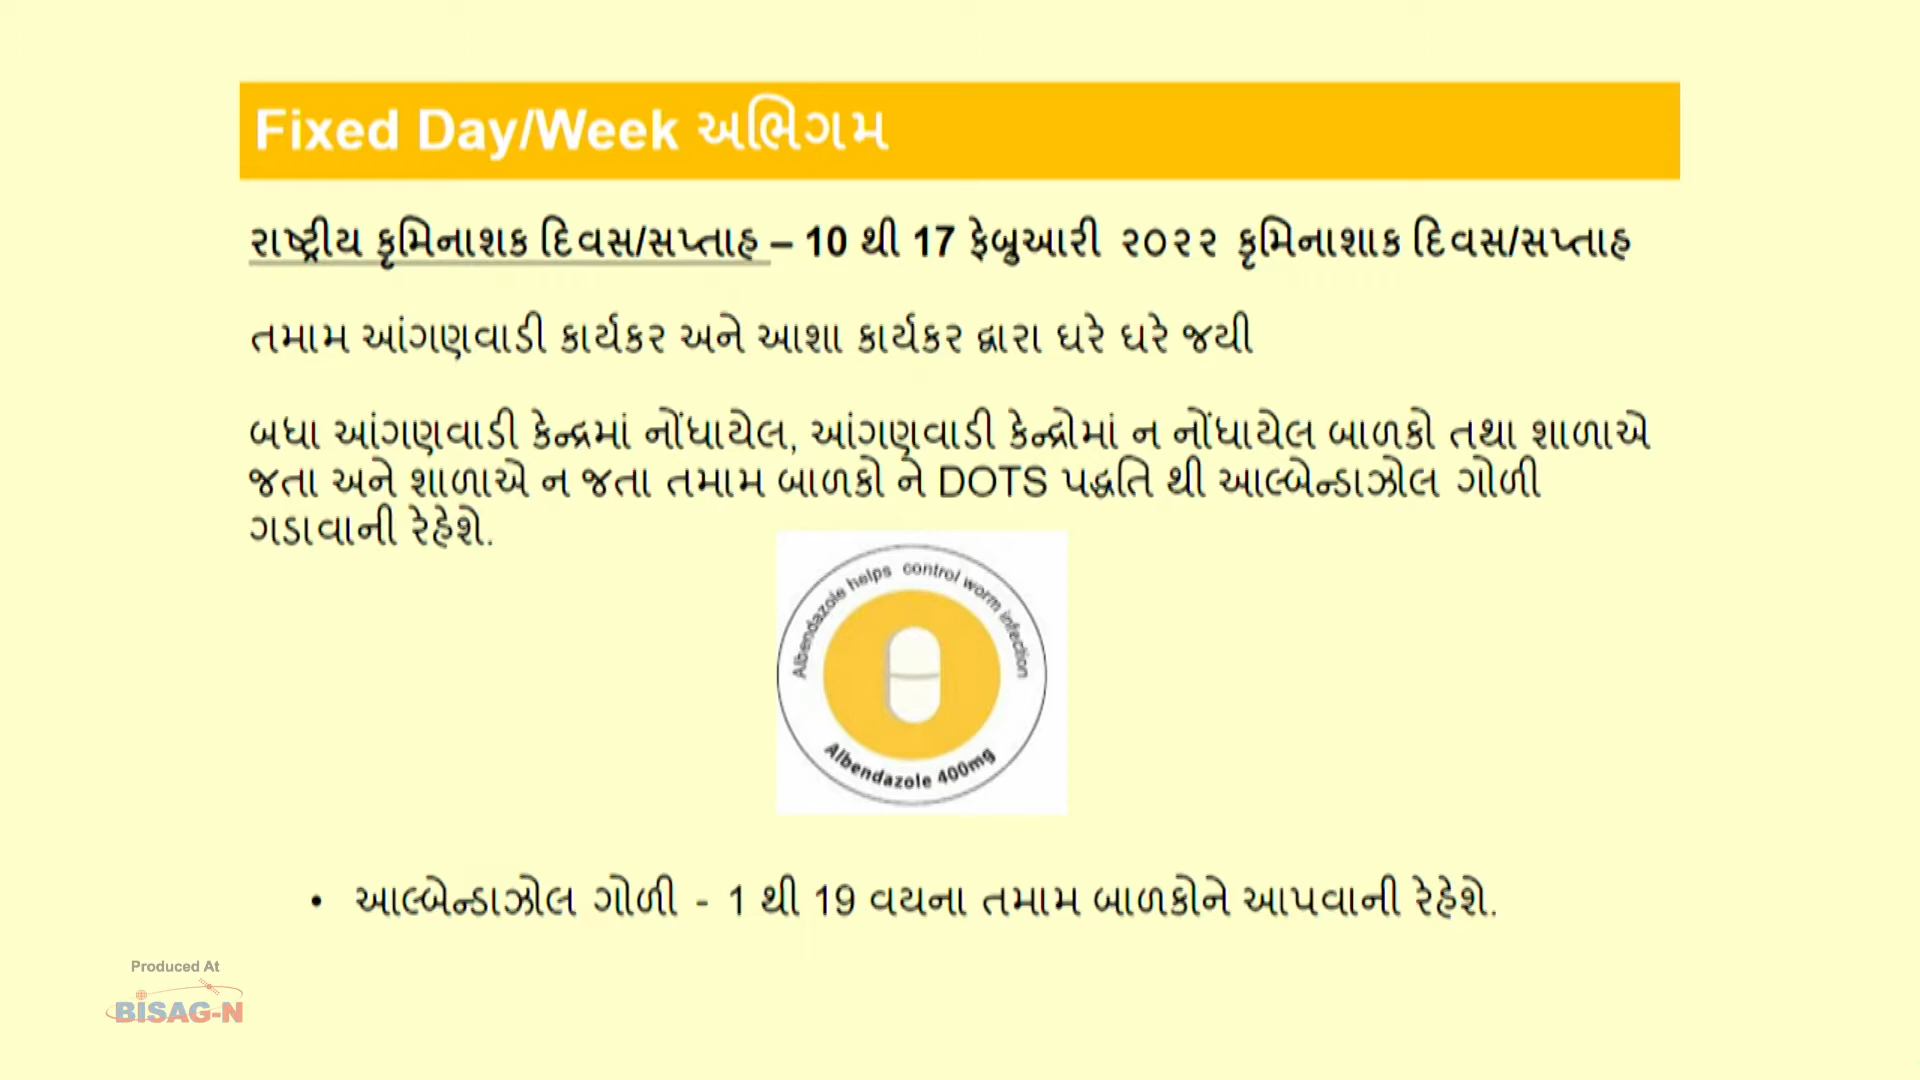 Fixed Day/Week અભિગમ
રાષ્ટ્રીય કૃમિનાશક દિવસ/સપ્તાહ – 10 થી 17 ફેબ્રુઆરી ૨૦૨૨ કૃમિનાશાક દિવસ/સપ્તાહ
તમામ આંગણવાડી કાર્યકર અને આશા કાર્યકર દ્વારા ઘરે ઘરે જયી
બધા આંગણવાડી કેન્દ્રમાં નોંધાયેલ, આંગણવાડી કેન્દ્રોમાં ન નોંધાયેલ બાળકો તથા શાળાએ
જતા અને શાળાએ ન જતા તમામ બાળકો ને DOTS પદ્ધતિ થી આલ્બેન્ડાઝોલ ગોળી
ગડાવાની રેહેશે.
Albendazole helps control worm infection
Albendazole 400mg
• આલ્બેન્ડાઝોલ ગોળી - 1 થી 19 વયના તમામ બાળકોને આપવાની રેહેશે.
Produced At
BISAG-N